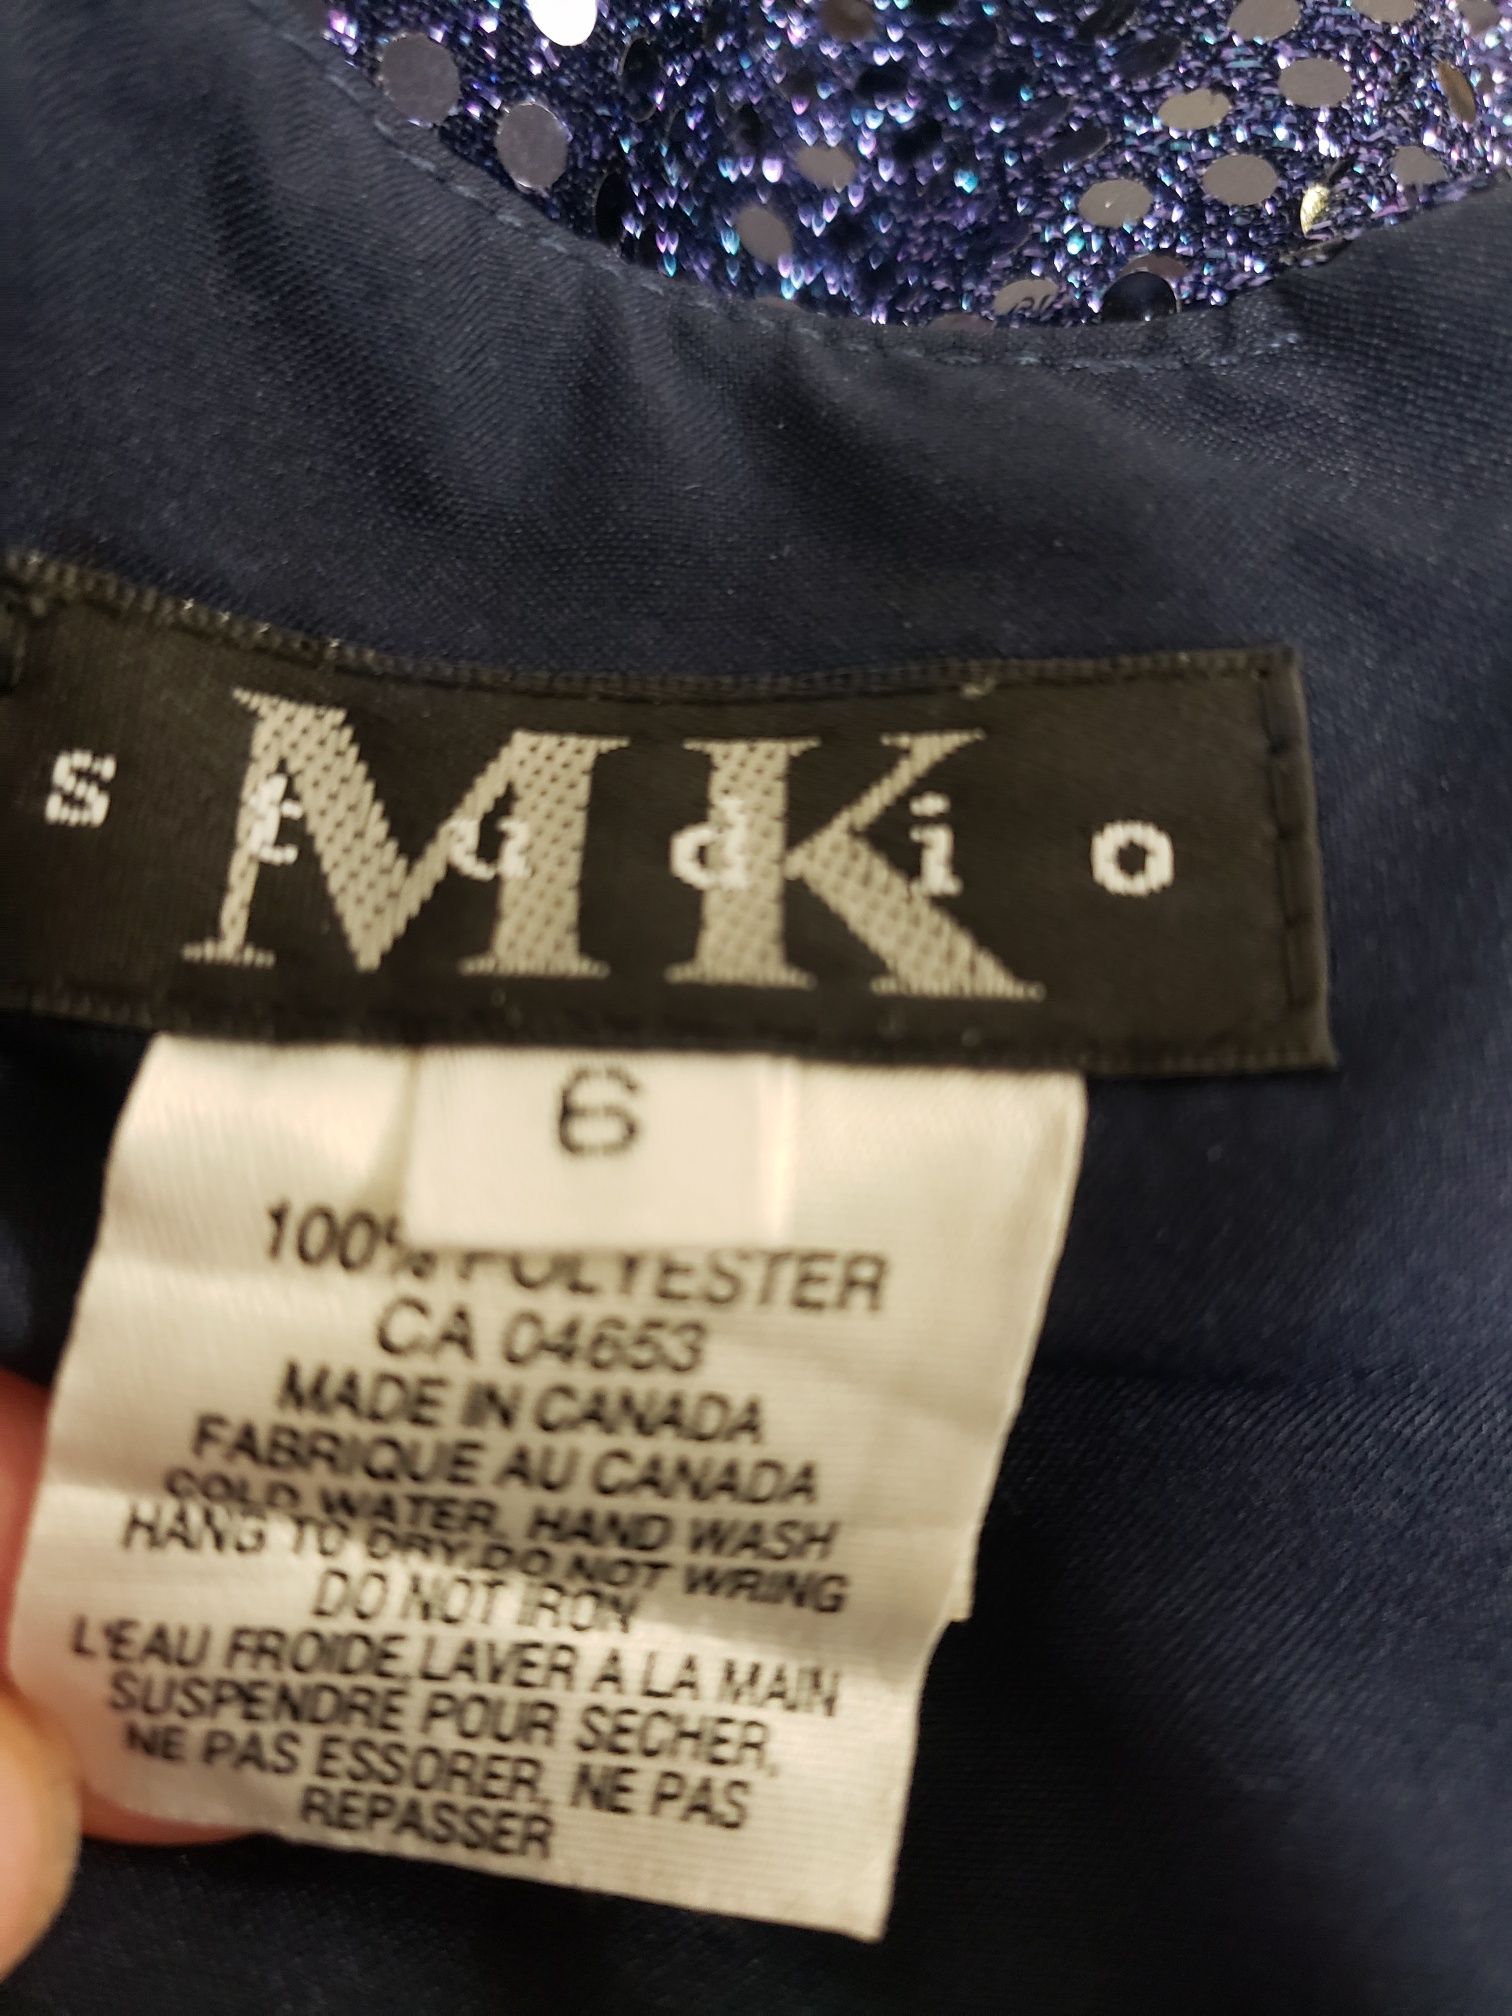 MK
studio
6
100% POLYESTER
CA 04653
MADE IN CANADA
FABRIQUE AU CANADA
COLD WATER, HAND WASH
HANG TO DRY, DO NOT WRING
DO NOT IRON
L'EAU FROIDE, LAVER A LA MAIN
SUSPENDRE POUR SECHER,
NE PAS ESSORER, NE PAS
REPASSER